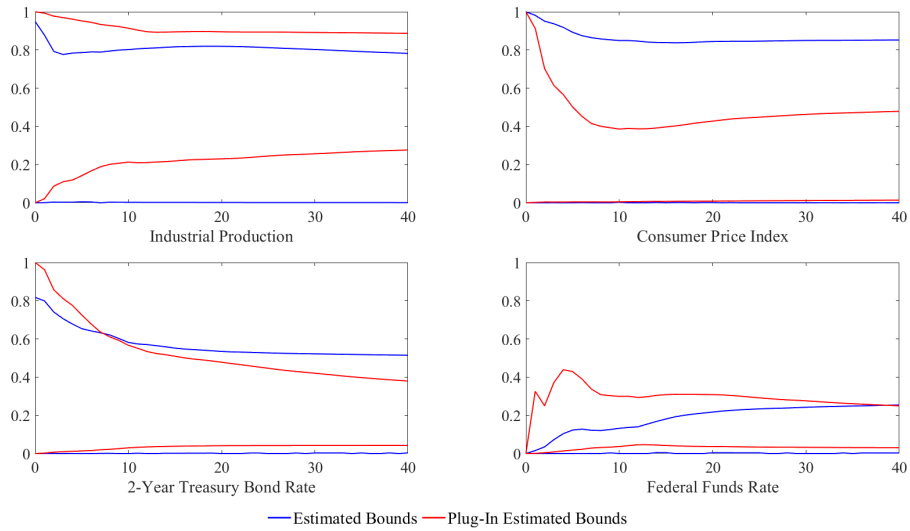 1
0.8
0.6
0.4
0.2
0
0 10 20 30 40
Industrial Production
1
0.8
0.6
0.4
0.2
0
0 10 20 30 40
Consumer Price Index
1
0.8
0.6
0.4
0.2
0
0 10 20 30 40
2-Year Treasury Bond Rate
1
0.8
0.6
0.4
0.2
0
0 10 20 30 40
Federal Funds Rate
Estimated Bounds Plug-In Estimated Bounds